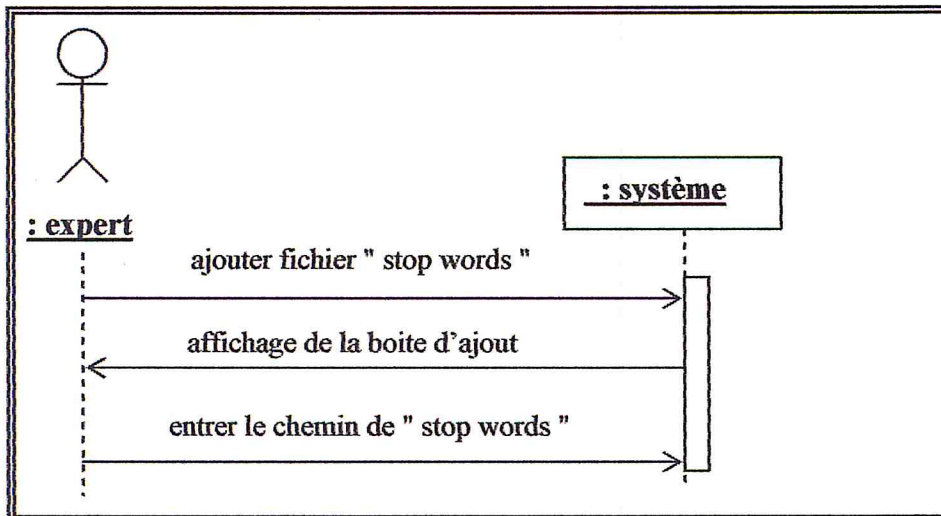 : expert
: système
ajouter fichier " stop words "
affichage de la boite d'ajout
entrer le chemin de " stop words "